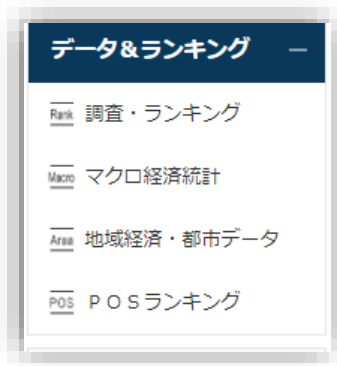 データ&ランキング
Rank 調査・ランキング
Macro マクロ経済統計
Area 地域経済・都市データ
POS ＰＯＳランキング